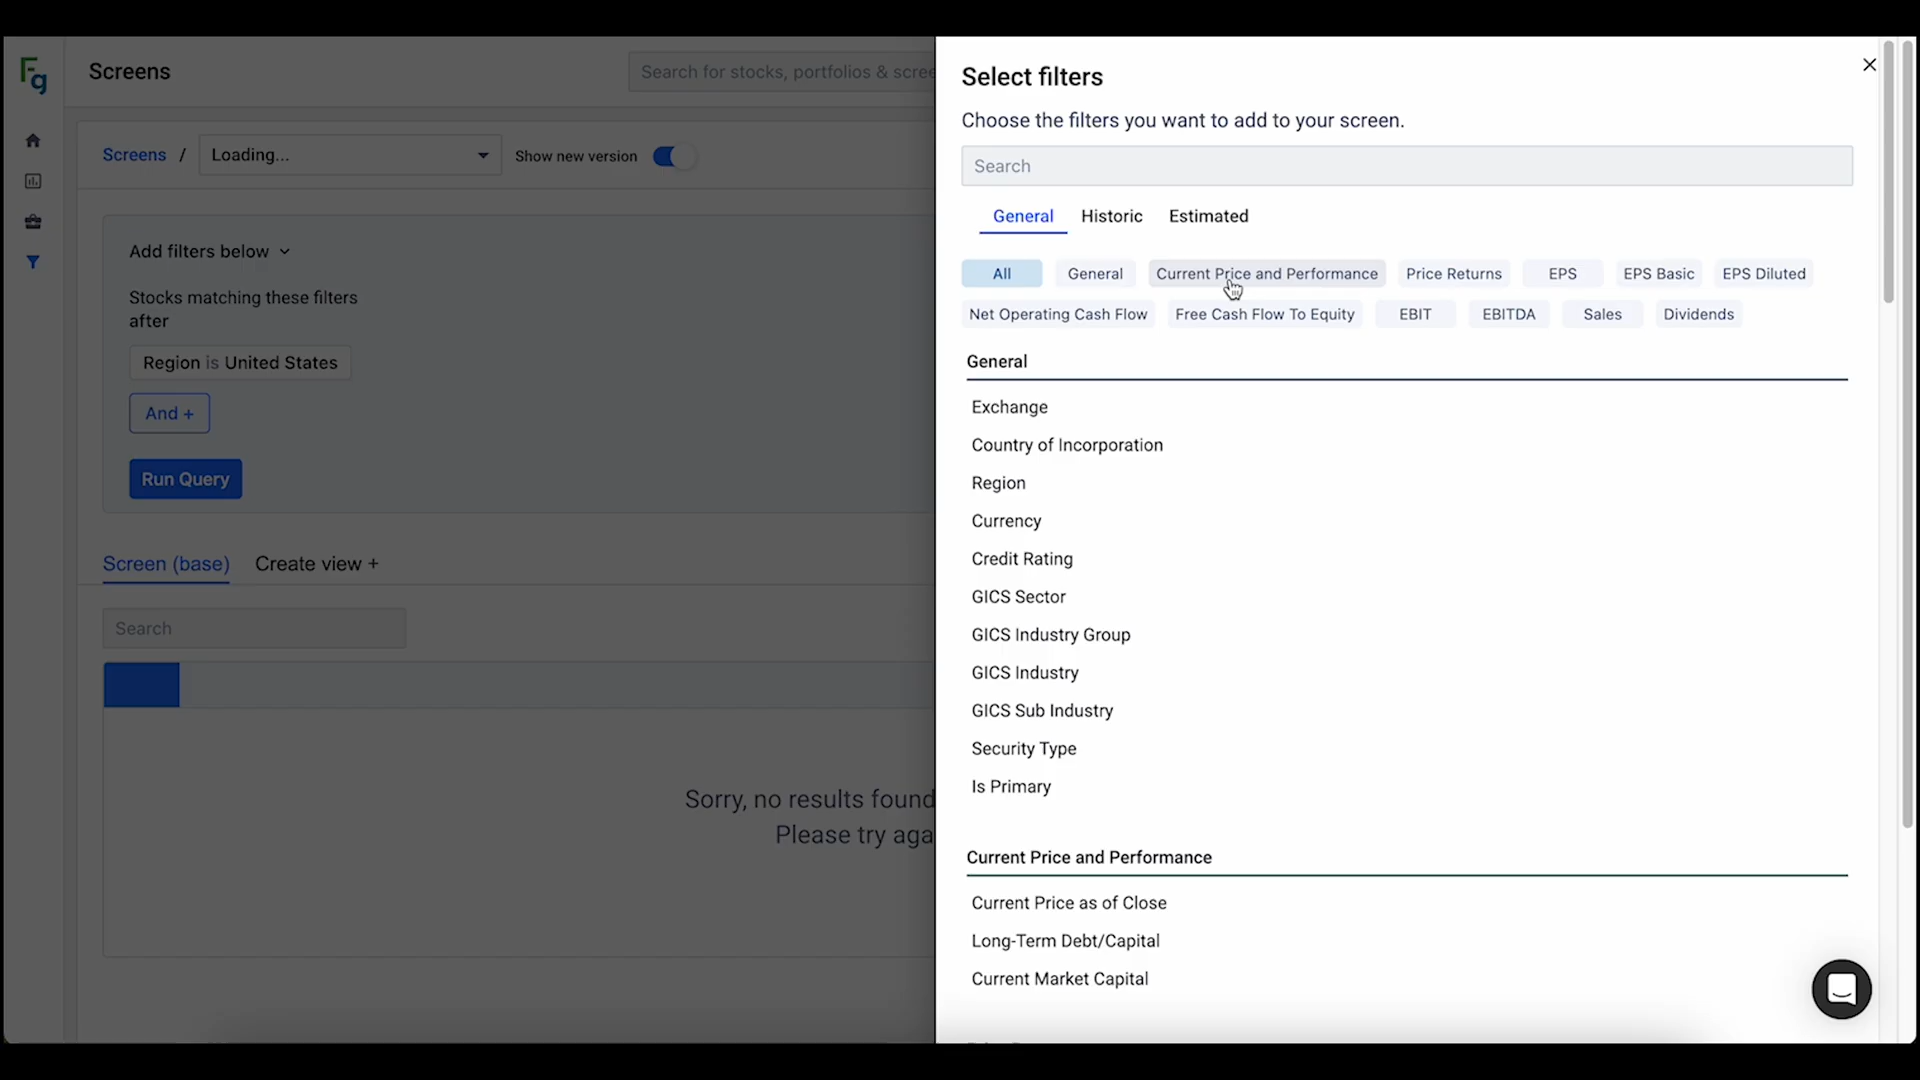 Fg
Screens
Search for stocks, portfolios & scree
Screens / Loading...
Show new version
Add filters below
Stocks matching these filters
after
Region is United States
And +
Run Query
Screen (base)
Create view +
Search
Sorry, no results found
Please try aga
Select filters
Choose the filters you want to add to your screen.
Search
General Historic Estimated
All General Current Price and Performance Price Returns EPS EPS Basic EPS Diluted
Net Operating Cash Flow Free Cash Flow To Equity EBIT EBITDA Sales Dividends
General
Exchange
Country of Incorporation
Region
Currency
Credit Rating
GICS Sector
GICS Industry Group
GICS Industry
GICS Sub Industry
Security Type
Is Primary
Current Price and Performance
Current Price as of Close
Long-Term Debt/Capital
Current Market Capital